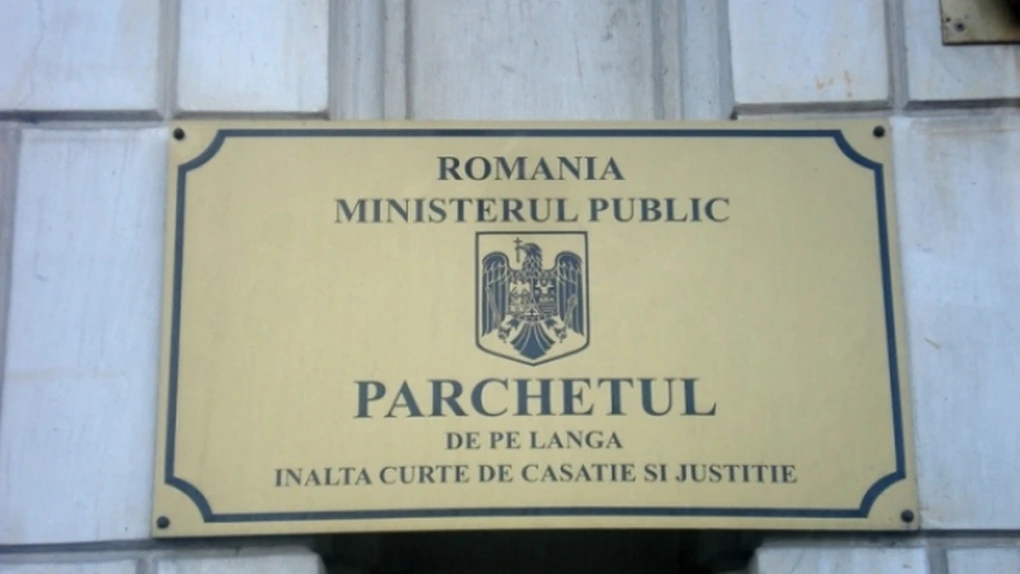 ROMANIA
MINISTERUL PUBLIC
PARCHETUL
DE PE LANGA
INALTA CURTE DE CASATIE SI JUSTITIE